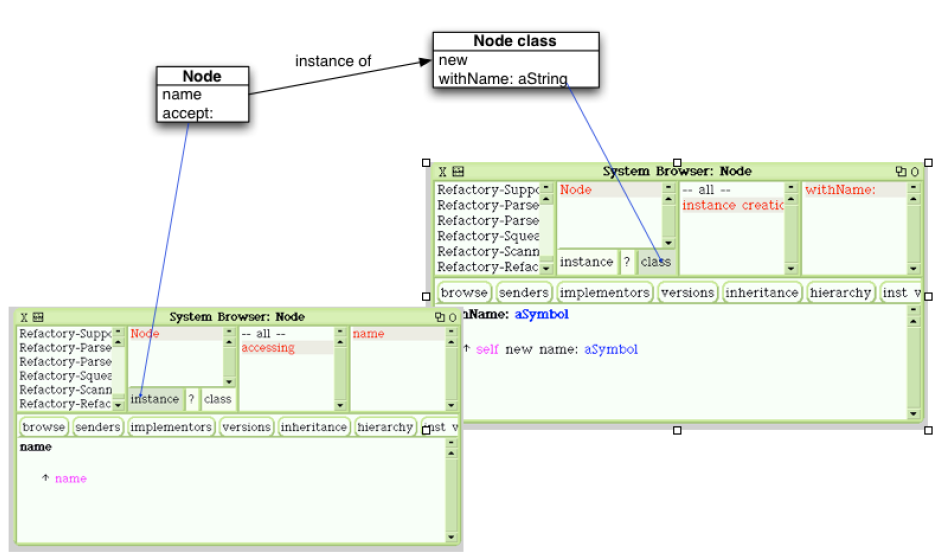 Node class
new
withName: aString
instance of
Node
name
accept:
System Browser: Node
Refactory-Suppo
Refactory-Parse
Refactory-Parse
Refactory-Squea
Refactory-Scann
Refactory-Refac
Node
instance ? class
-- all --
instance creatio
withName:
browse senders implementors versions inheritance hierarchy inst v
hName: aSymbol
↑ self new name: aSymbol
System Browser: Node
Refactory-Suppo
Refactory-Parse
Refactory-Parse
Refactory-Squea
Refactory-Scann
Refactory-Refac
Node
instance ? class
-- all --
accessing
name
browse senders implementors versions inheritance hierarchy inst v
name
↑ name